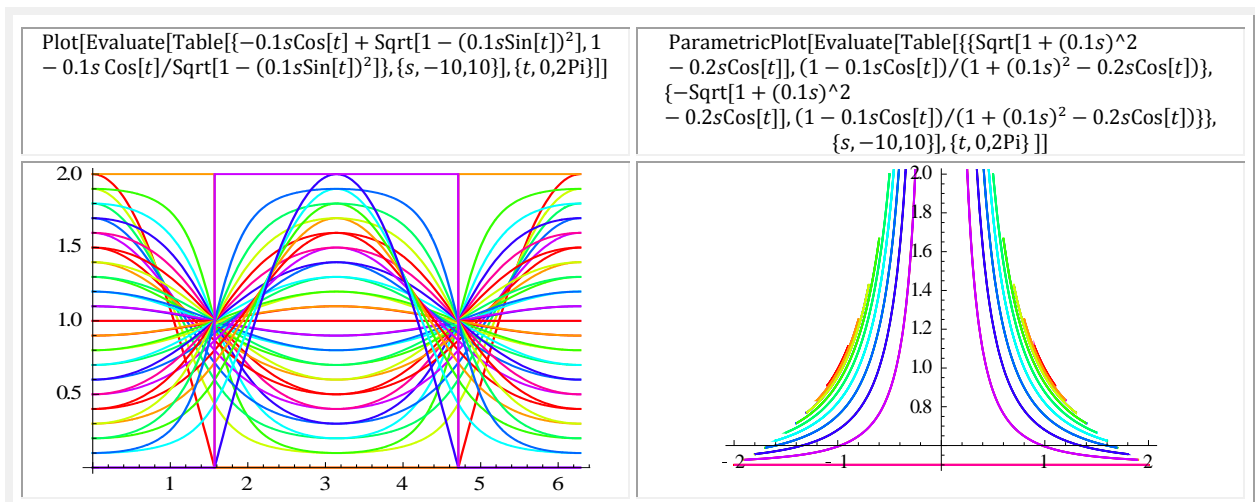 Plot[Evaluate[Table[{−0.1sCos[t] + Sqrt[1 − (0.1sSin[t])²], 1
− 0.1s Cos[t]/Sqrt[1 − (0.1sSin[t])²]}, {s, −10,10}], {t, 0,2Pi}]]
ParametricPlot[Evaluate[Table[{{Sqrt[1 + (0.1s)^2
− 0.2sCos[t]], (1 − 0.1sCos[t])/(1 + (0.1s)² − 0.2sCos[t])},
{−Sqrt[1 + (0.1s)^2
− 0.2sCos[t]], (1 − 0.1sCos[t])/(1 + (0.1s)² − 0.2sCos[t])}},
{s, −10,10}], {t, 0,2Pi} ]]
2.0
1.5
1.0
0.5
1 2 3 4 5 6
2.0
1.8
1.6
1.4
1.2
1.0
0.8
- 2 - 1 1 2